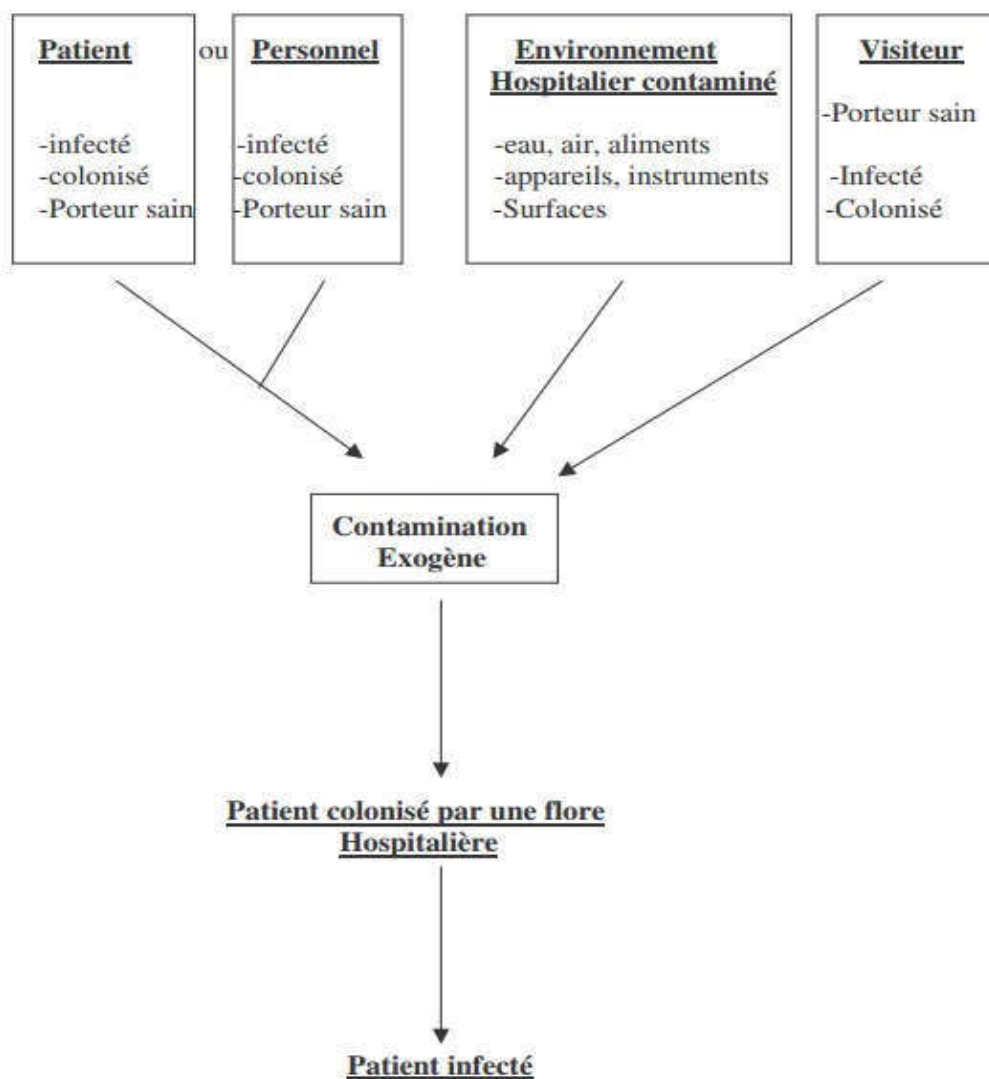 Patient
-infecté
-colonisé
-Porteur sain
ou
Personnel
-infecté
-colonisé
-Porteur sain
Environnement
Hospitalier contaminé
-eau, air, aliments
-appareils, instruments
-Surfaces
Visiteur
-Porteur sain
-Infecté
-Colonisé
Contamination
Exogène
Patient colonisé par une flore
Hospitalière
Patient infecté